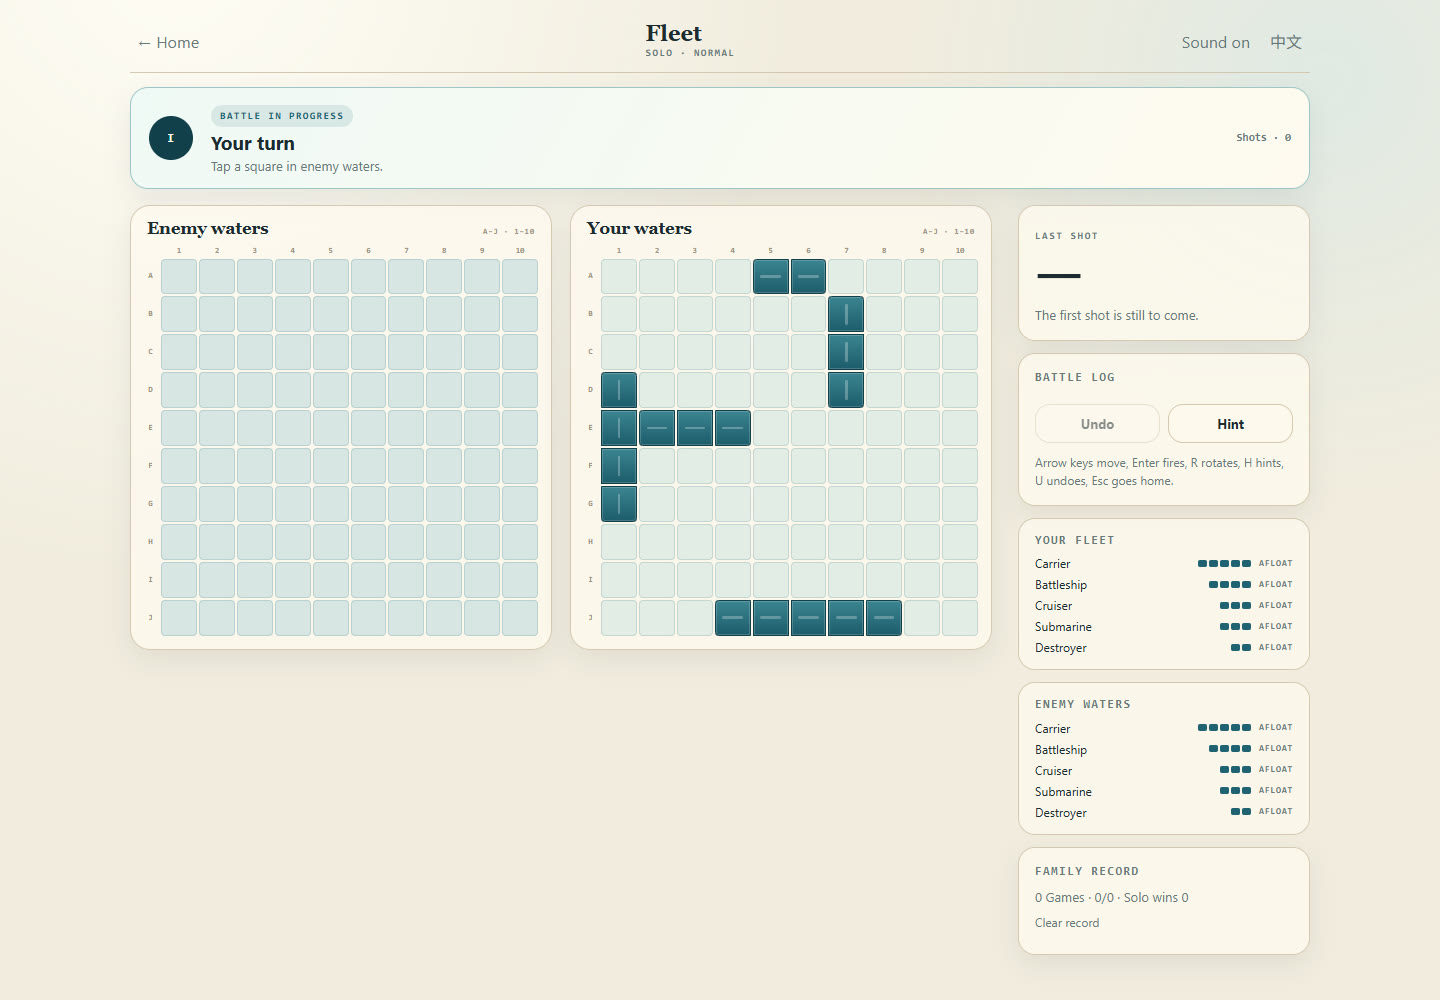 ← Home
Fleet
SOLO · NORMAL
Sound on 中文
I
BATTLE IN PROGRESS
Your turn
Tap a square in enemy waters.
Shots · 0
Enemy waters
A-J · 1-10
1 2 3 4 5 6 7 8 9 10
A
B
C
D
E
F
G
H
I
J
Your waters
A-J · 1-10
1 2 3 4 5 6 7 8 9 10
A
B
C
D
E
F
G
H
I
J
LAST SHOT
—
The first shot is still to come.
BATTLE LOG
Undo Hint
Arrow keys move, Enter fires, R rotates, H hints,
U undoes, Esc goes home.
YOUR FLEET
Carrier AFLOAT
Battleship AFLOAT
Cruiser AFLOAT
Submarine AFLOAT
Destroyer AFLOAT
ENEMY WATERS
Carrier AFLOAT
Battleship AFLOAT
Cruiser AFLOAT
Submarine AFLOAT
Destroyer AFLOAT
FAMILY RECORD
0 Games · 0/0 · Solo wins 0
Clear record